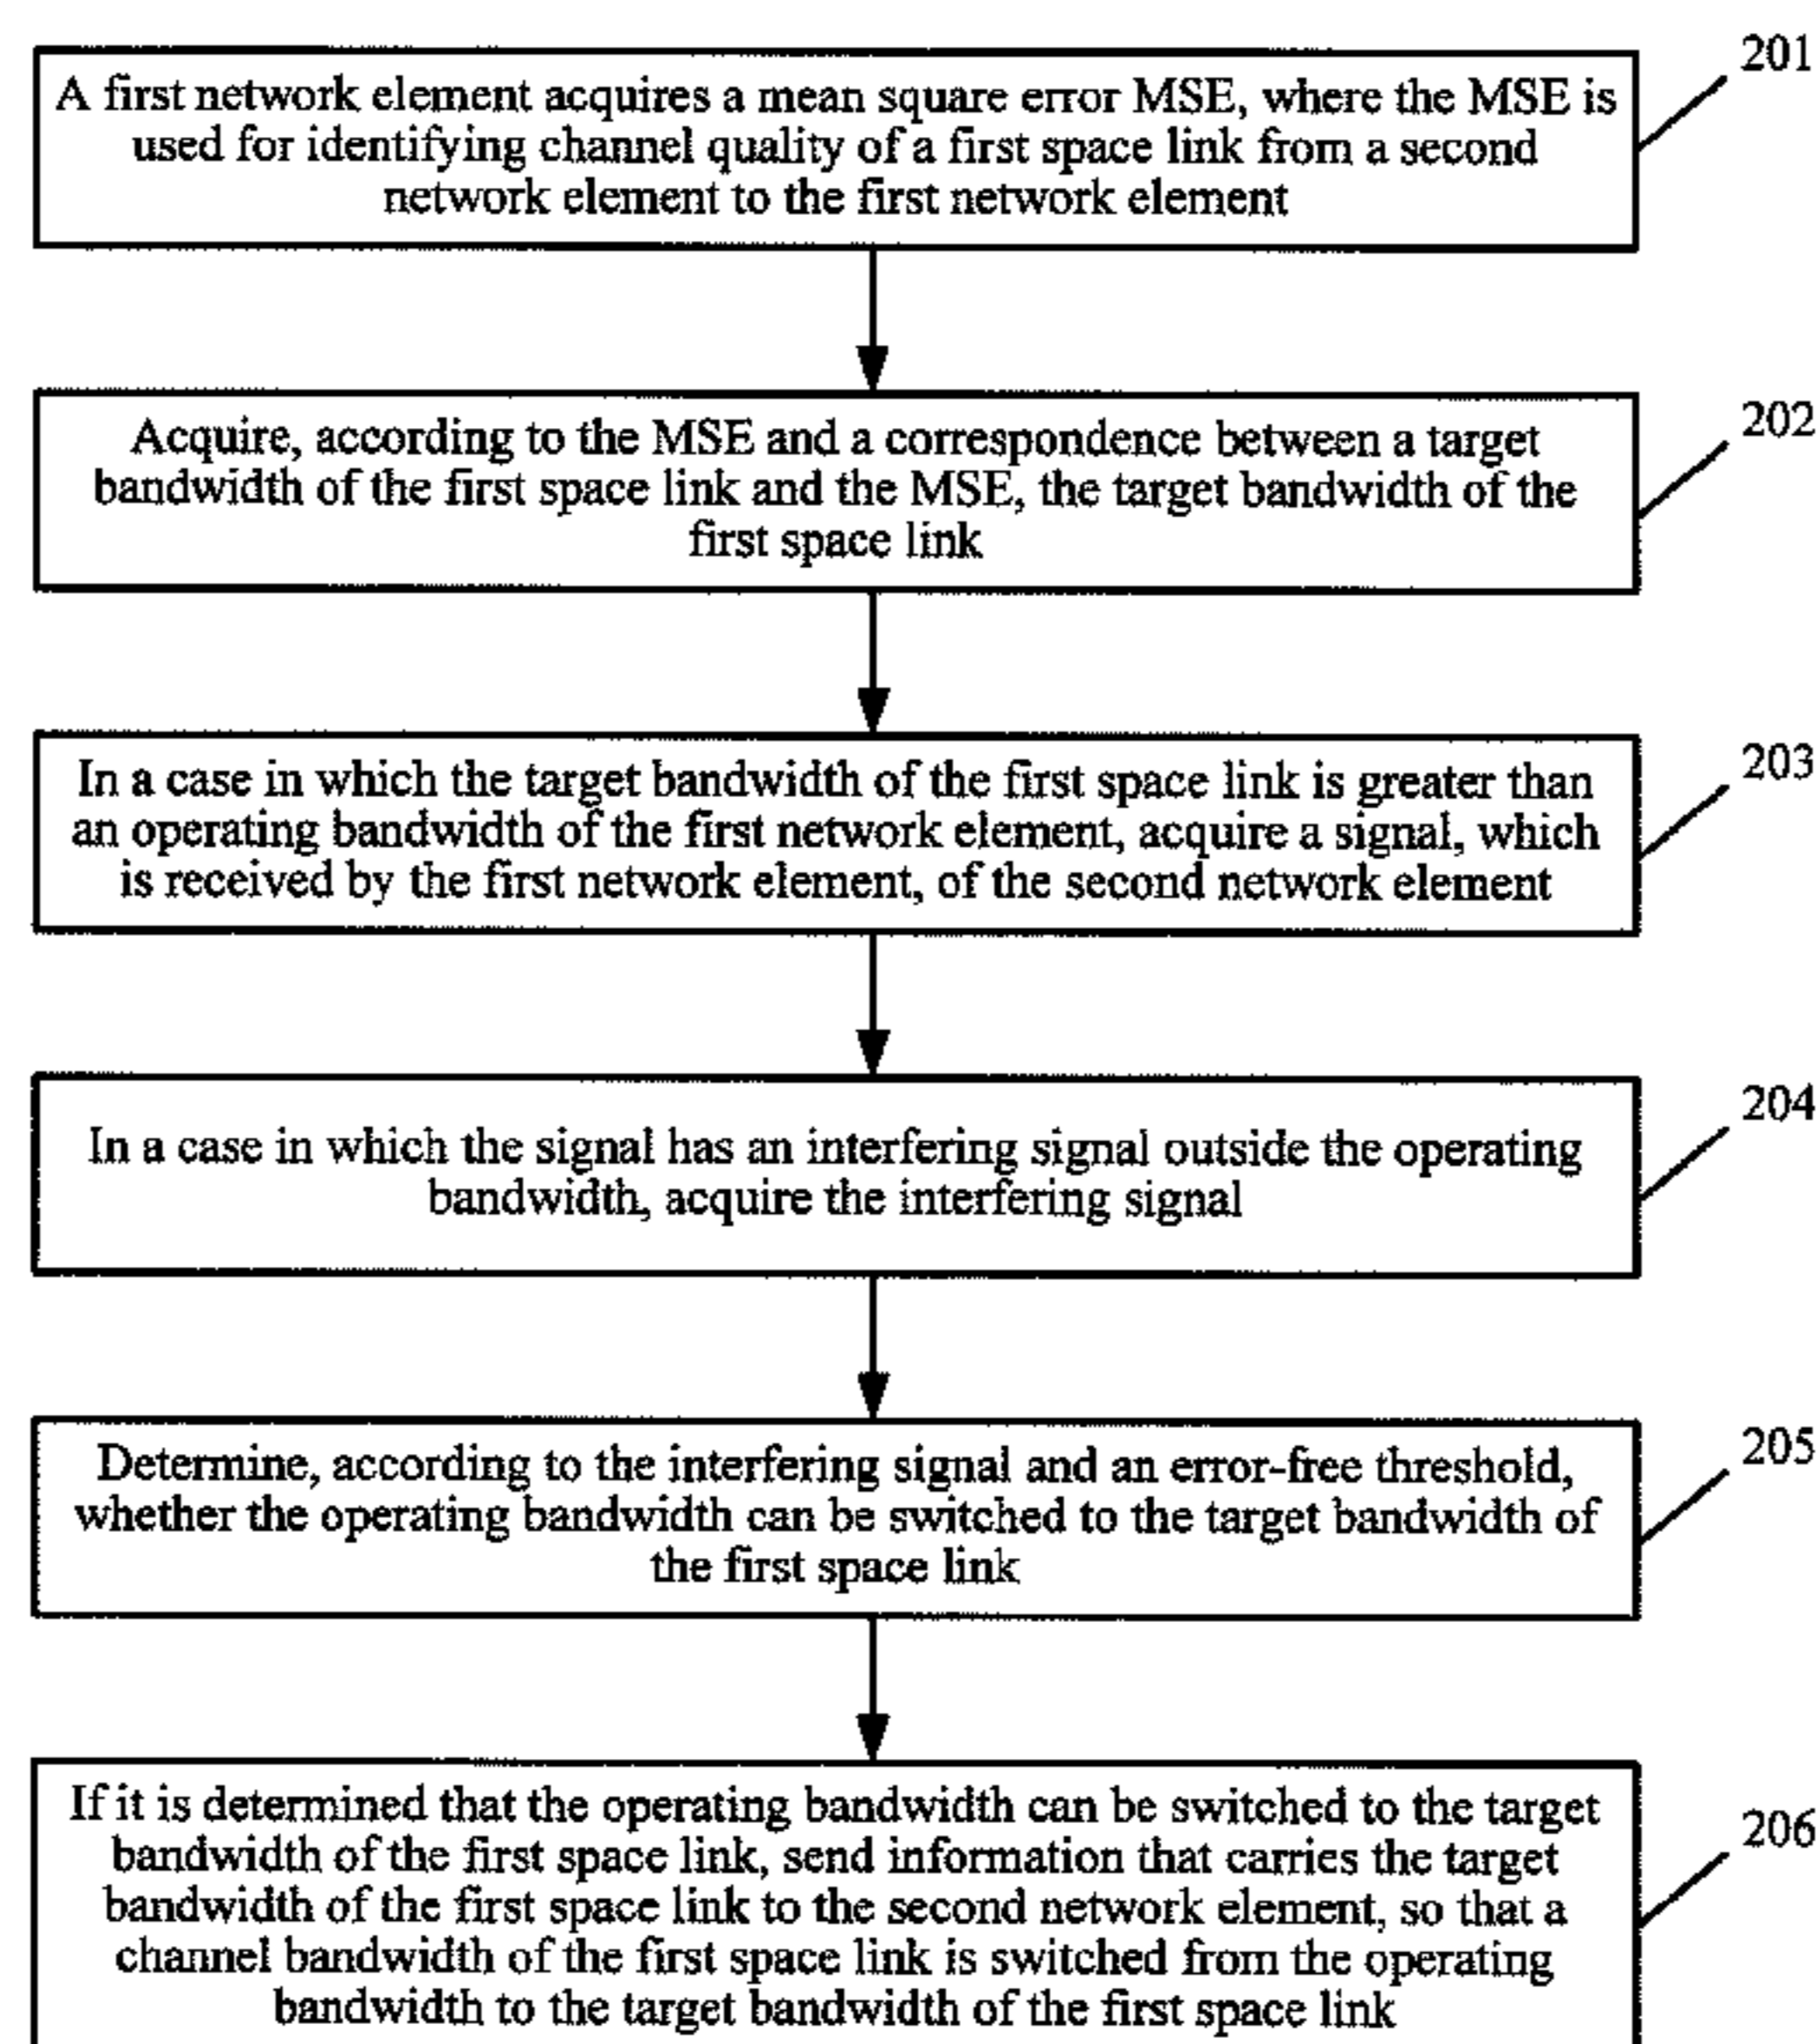 201
A first network element acquires a mean square error MSE, where the MSE is
used for identifying channel quality of a first space link from a second
network element to the first network element
202
Acquire, according to the MSE and a correspondence between a target
bandwidth of the first space link and the MSE, the target bandwidth of the
first space link
203
In a case in which the target bandwidth of the first space link is greater than
an operating bandwidth of the first network element, acquire a signal, which
is received by the first network element, of the second network element
204
In a case in which the signal has an interfering signal outside the operating
bandwidth, acquire the interfering signal
205
Determine, according to the interfering signal and an error-free threshold,
whether the operating bandwidth can be switched to the target bandwidth of
the first space link
206
If it is determined that the operating bandwidth can be switched to the target
bandwidth of the first space link, send information that carries the target
bandwidth of the first space link to the second network element, so that a
channel bandwidth of the first space link is switched from the operating
bandwidth to the target bandwidth of the first space link